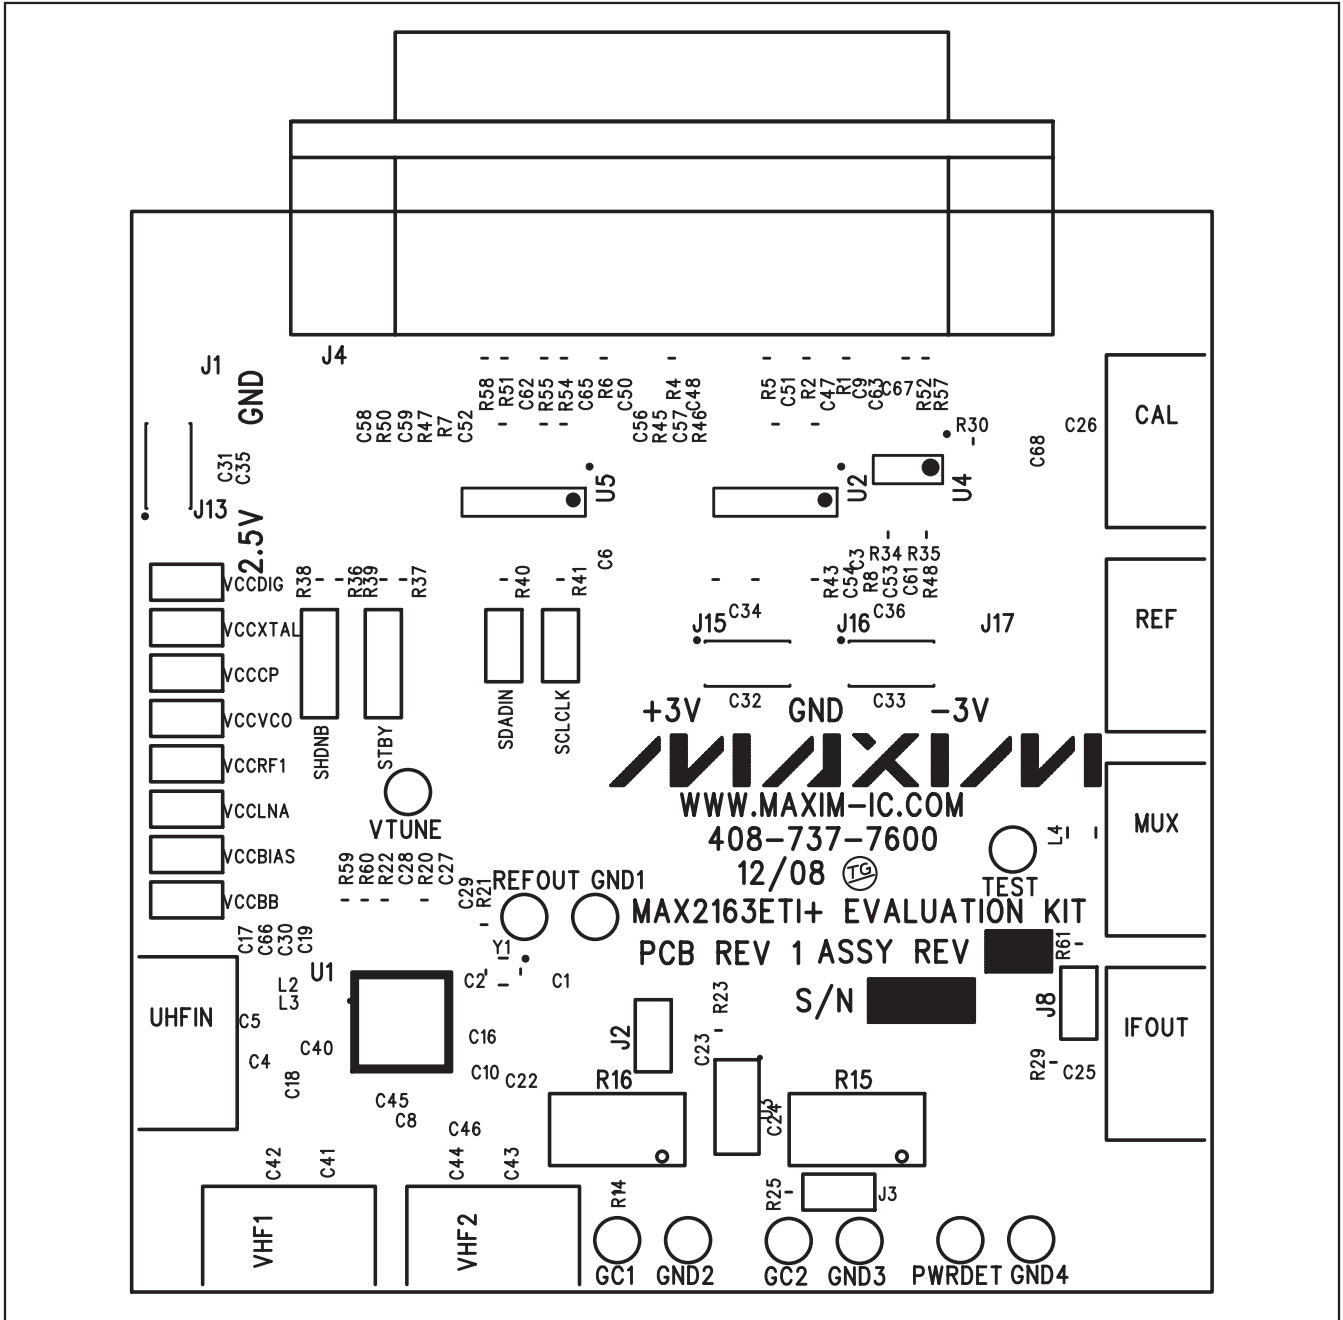 J1
J4
GND
R58
R51
C62
R55
R54
C65
R6
C50
R4
C48
R5
C51
R2
C47
R1
C9
C63
C67
R52
R57
C58
R50
C59
R47
R7
C52
C56
R45
C57
R46
R30
C68
C26
CAL
C31
C35
J13
2.5V
U5
U2
U4
C6
C3
R34
R35
VCCDIG
R38
R36
R39
R37
R40
R41
R43
C54
R8
C53
C61
R48
VCCXTAL
J15
C34
J16
C36
J17
REF
VCCCP
VCCVCO
SHDNB
STBY
SDADIN
SCLCLK
C32
C33
+3V
GND
-3V
MAXIM
VCCRF1
VCCLNA
VTUNE
WWW.MAXIM-IC.COM
408-737-7600
12/08 TG
L4
MUX
TEST
VCCBIAS
R59
R60
R22
C28
R20
C27
C29
R21
REFOUT GND1
VCCBB
MAX2163ETI+ EVALUATION KIT
PCB REV 1 ASSY REV
R61
C17
C66
C30
C19
Y1
U1
C2
C1
L2
L3
S/N
R23
J8
UHFIN
C5
C4
C40
C18
C16
C10
C22
J2
C23
IFOUT
R29
C25
R16
R15
C45
C8
C46
U3
C24
C42
C41
C44
C43
R14
R25
J3
VHF1
VHF2
GC1
GND2
GC2
GND3
PWRDET
GND4